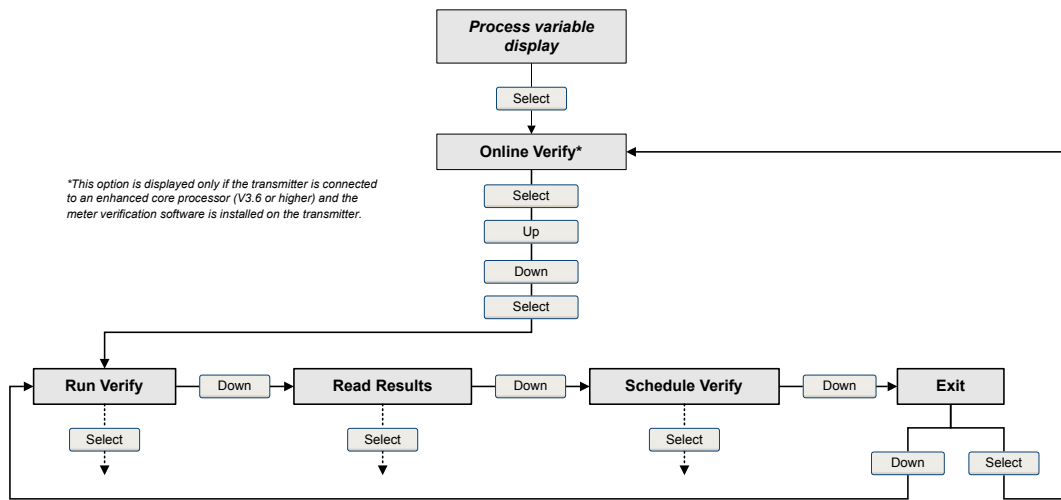 Process variable
display
Select
Online Verify*
*This option is displayed only if the transmitter is connected
to an enhanced core processor (V3.6 or higher) and the
meter verification software is installed on the transmitter.
Select
Up
Down
Select
Run Verify
Down
Read Results
Down
Schedule Verify
Down
Exit
Select
Select
Select
Down
Select